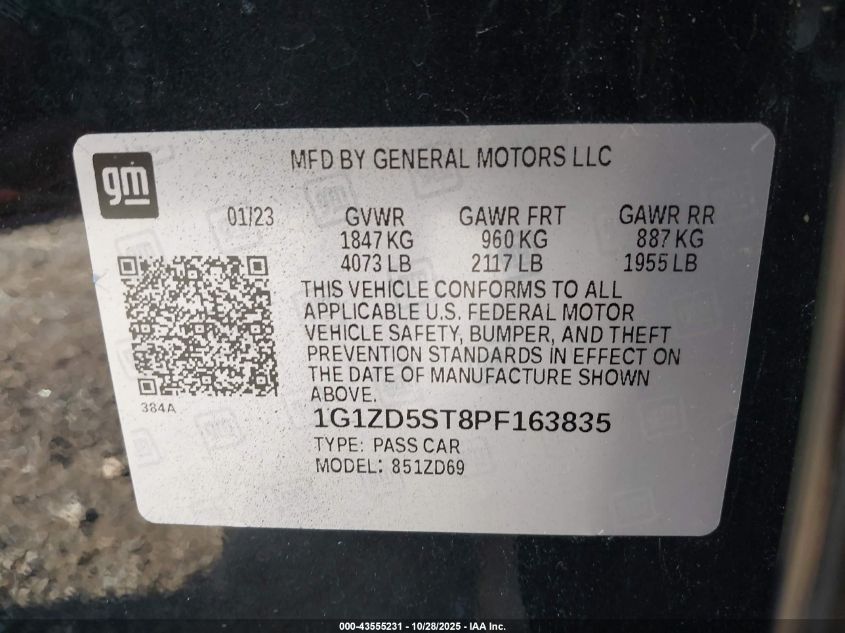 gm
MFD BY GENERAL MOTORS LLC
01/23 GVWR GAWR FRT GAWR RR
1847 KG 960 KG 887 KG
4073 LB 2117 LB 1955 LB
THIS VEHICLE CONFORMS TO ALL
APPLICABLE U.S. FEDERAL MOTOR
VEHICLE SAFETY, BUMPER, AND THEFT
PREVENTION STANDARDS IN EFFECT ON
THE DATE OF MANUFACTURE SHOWN
ABOVE.
384A
1G1ZD5ST8PF163835
TYPE: PASS CAR
MODEL: 851ZD69
000-43555231 | 10/28/2025 - IAA Inc.